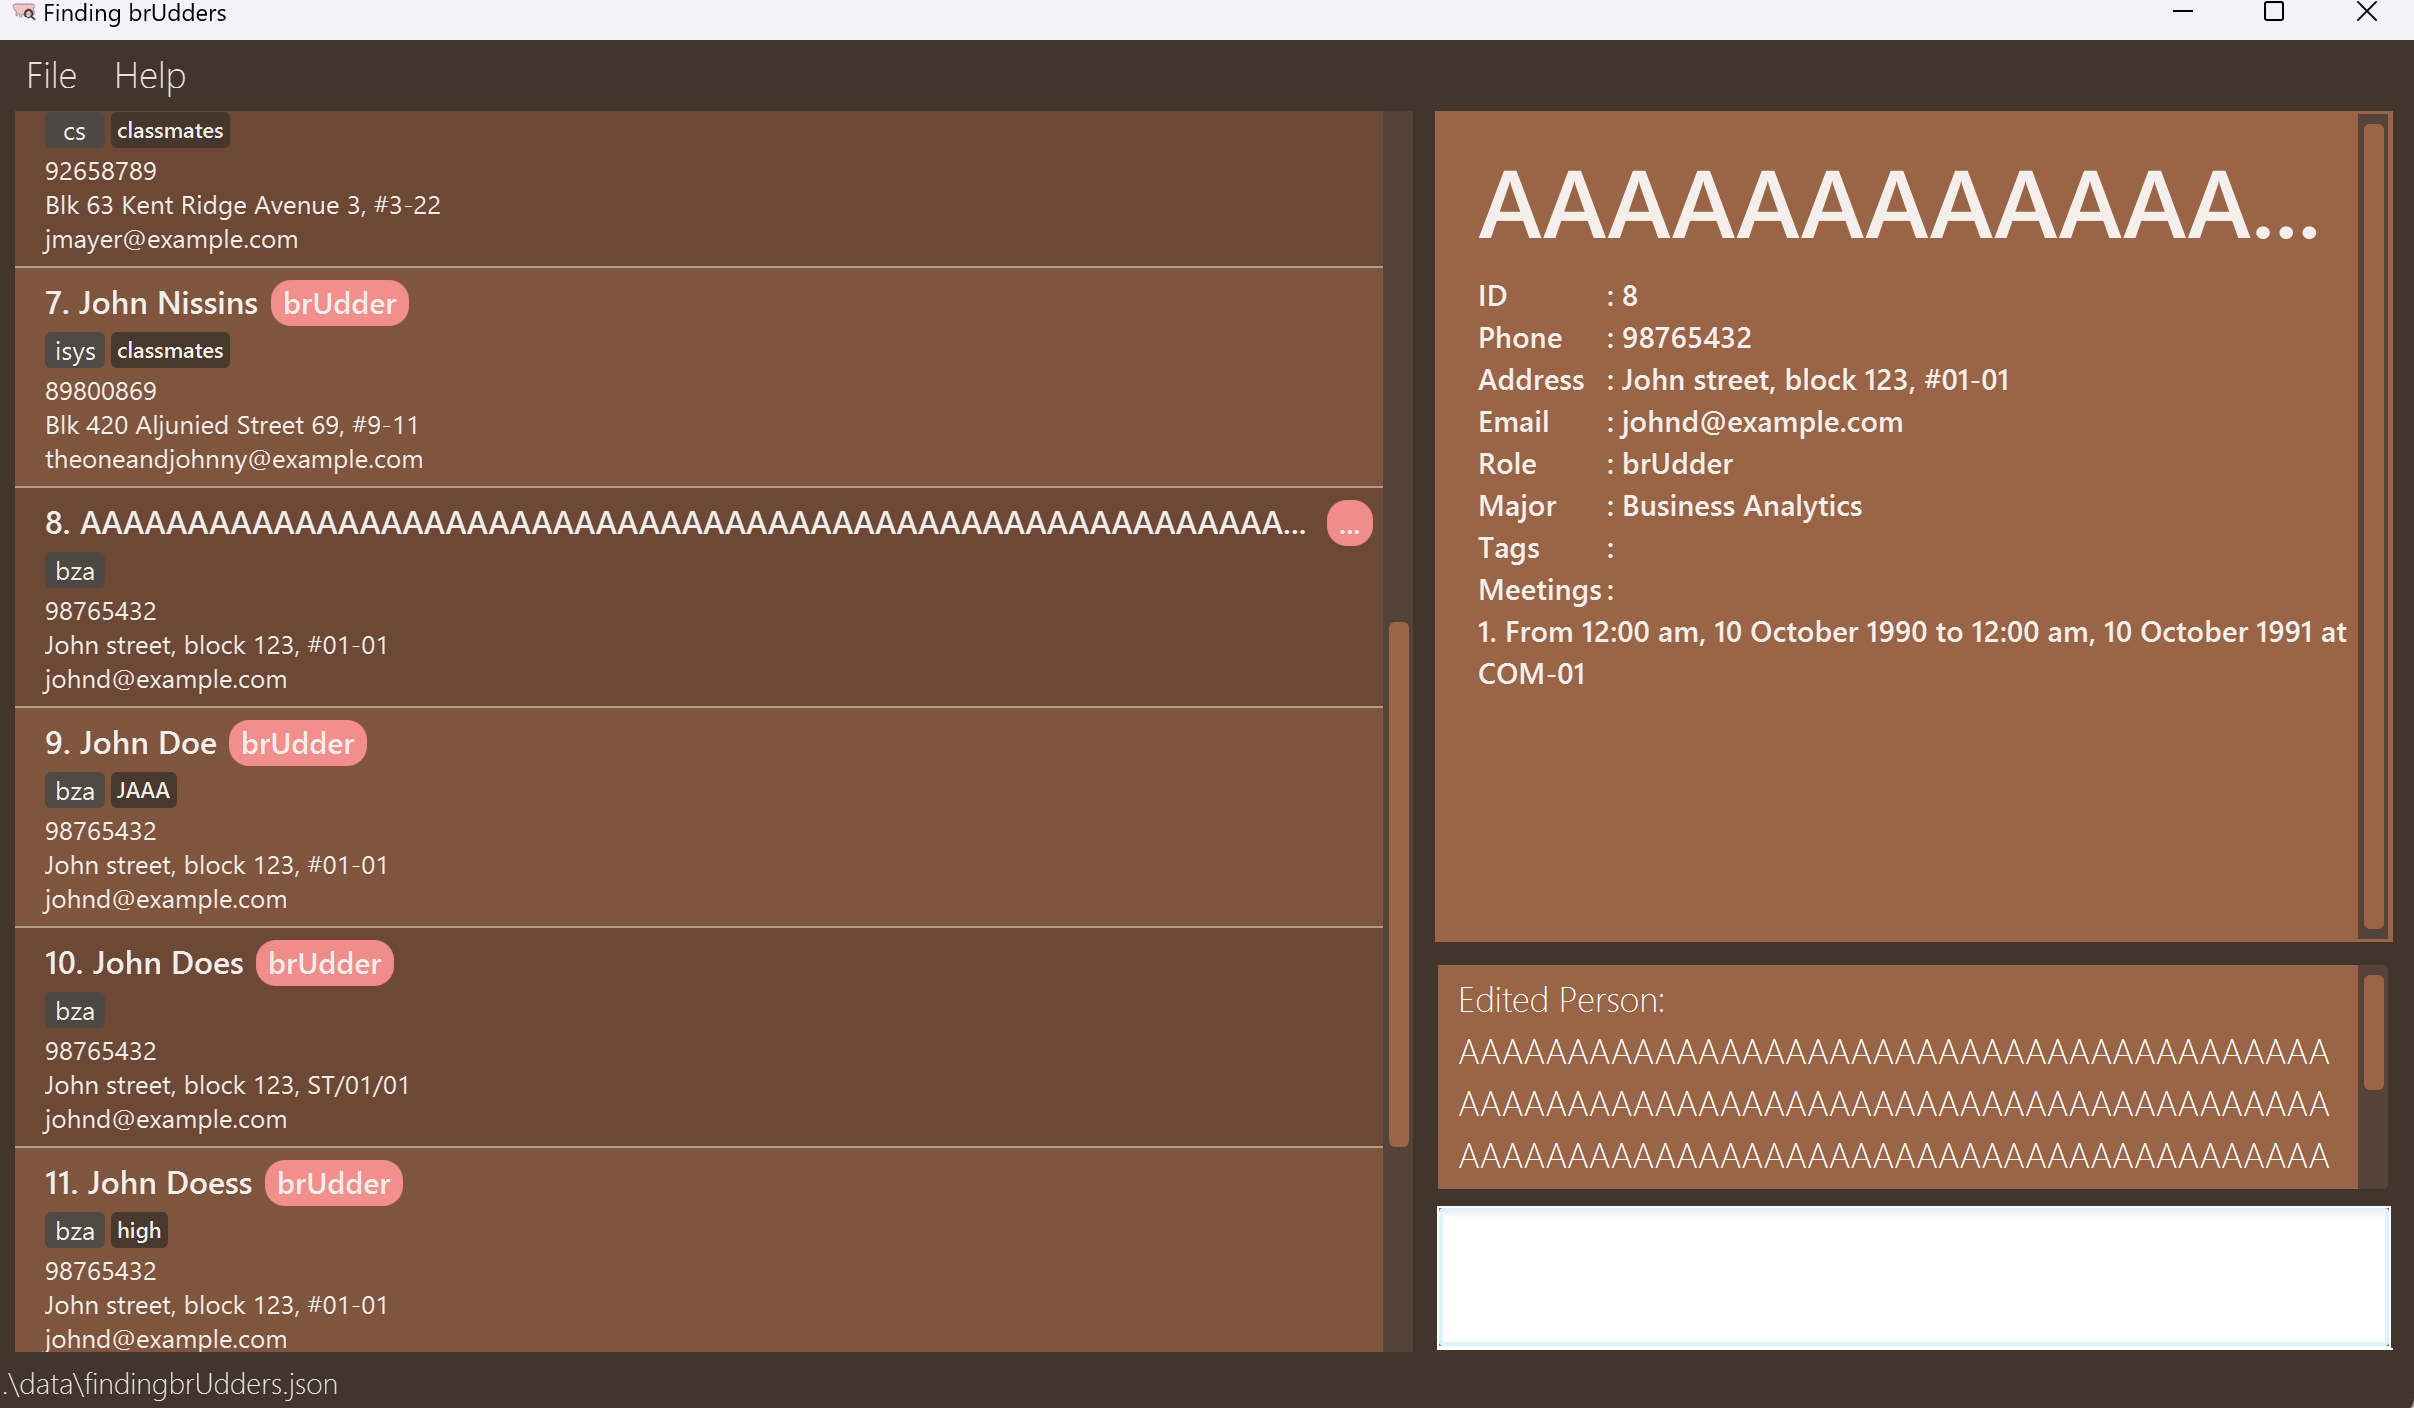 Finding brUdders
File Help
cs classmates
92658789
Blk 63 Kent Ridge Avenue 3, #3-22
jmayer@example.com
7. John Nissins brUdder
isys classmates
89800869
Blk 420 Aljunied Street 69, #9-11
theoneandjohnny@example.com
8. AAAAAAAAAAAAAAAAAAAAAAAAAAAAAAAAAAAAAAAAAAAAAAAAAAAAAAAA... ...
bza
98765432
John street, block 123, #01-01
johnd@example.com
9. John Doe brUdder
bza JAAA
98765432
John street, block 123, #01-01
johnd@example.com
10. John Does brUdder
bza
98765432
John street, block 123, ST/01/01
johnd@example.com
11. John Doess brUdder
bza high
98765432
John street, block 123, #01-01
johnd@example.com
AAAAAAAAAAAA...
ID : 8
Phone : 98765432
Address : John street, block 123, #01-01
Email : johnd@example.com
Role : brUdder
Major : Business Analytics
Tags :
Meetings :
1. From 12:00 am, 10 October 1990 to 12:00 am, 10 October 1991 at
COM-01
Edited Person:
AAAAAAAAAAAAAAAAAAAAAAAAAAAAAAAAAAAAAAAA
AAAAAAAAAAAAAAAAAAAAAAAAAAAAAAAAAAAAAAAA
AAAAAAAAAAAAAAAAAAAAAAAAAAAAAAAAAAAAAAAA
.\data\findingbrUdders.json